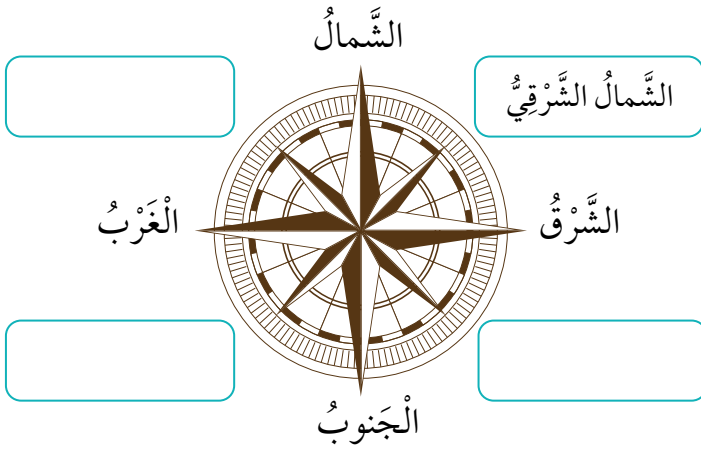 الشَّمالُ
الشَّمالُ الشَّرْقِيُّ
الشَّرْقُ
الْغَرْبُ
الْجَنوبُ